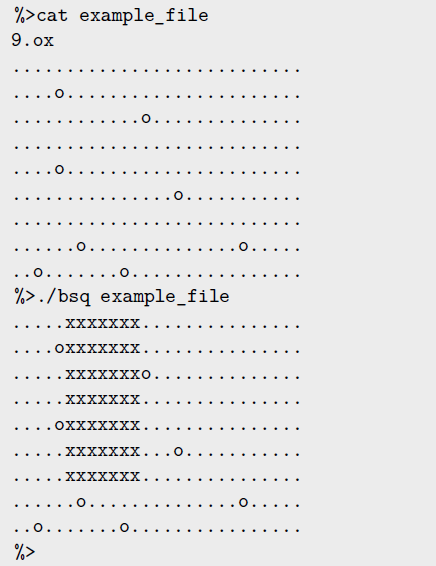 %>cat example_file
9.ox
...........................
....o......................
............o..............
...........................
....o......................
...............o...........
...........................
......o..............o.....
..o.......o................
%>./bsq example_file
.....xxxxxxx...............
....oxxxxxxx...............
.....xxxxxxxo..............
.....xxxxxxx...............
....oxxxxxxx...............
.....xxxxxxx...o...........
.....xxxxxxx...............
......o..............o.....
..o.......o................
%>